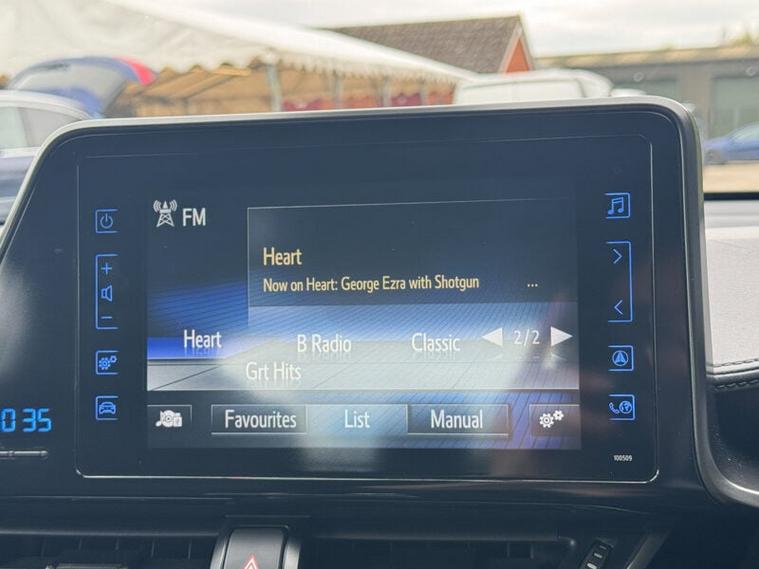 FM
Heart
Now on Heart: George Ezra with Shotgun ...
Heart B Radio Classic 2/2
Grt Hits
Favourites List Manual
0:35
100509